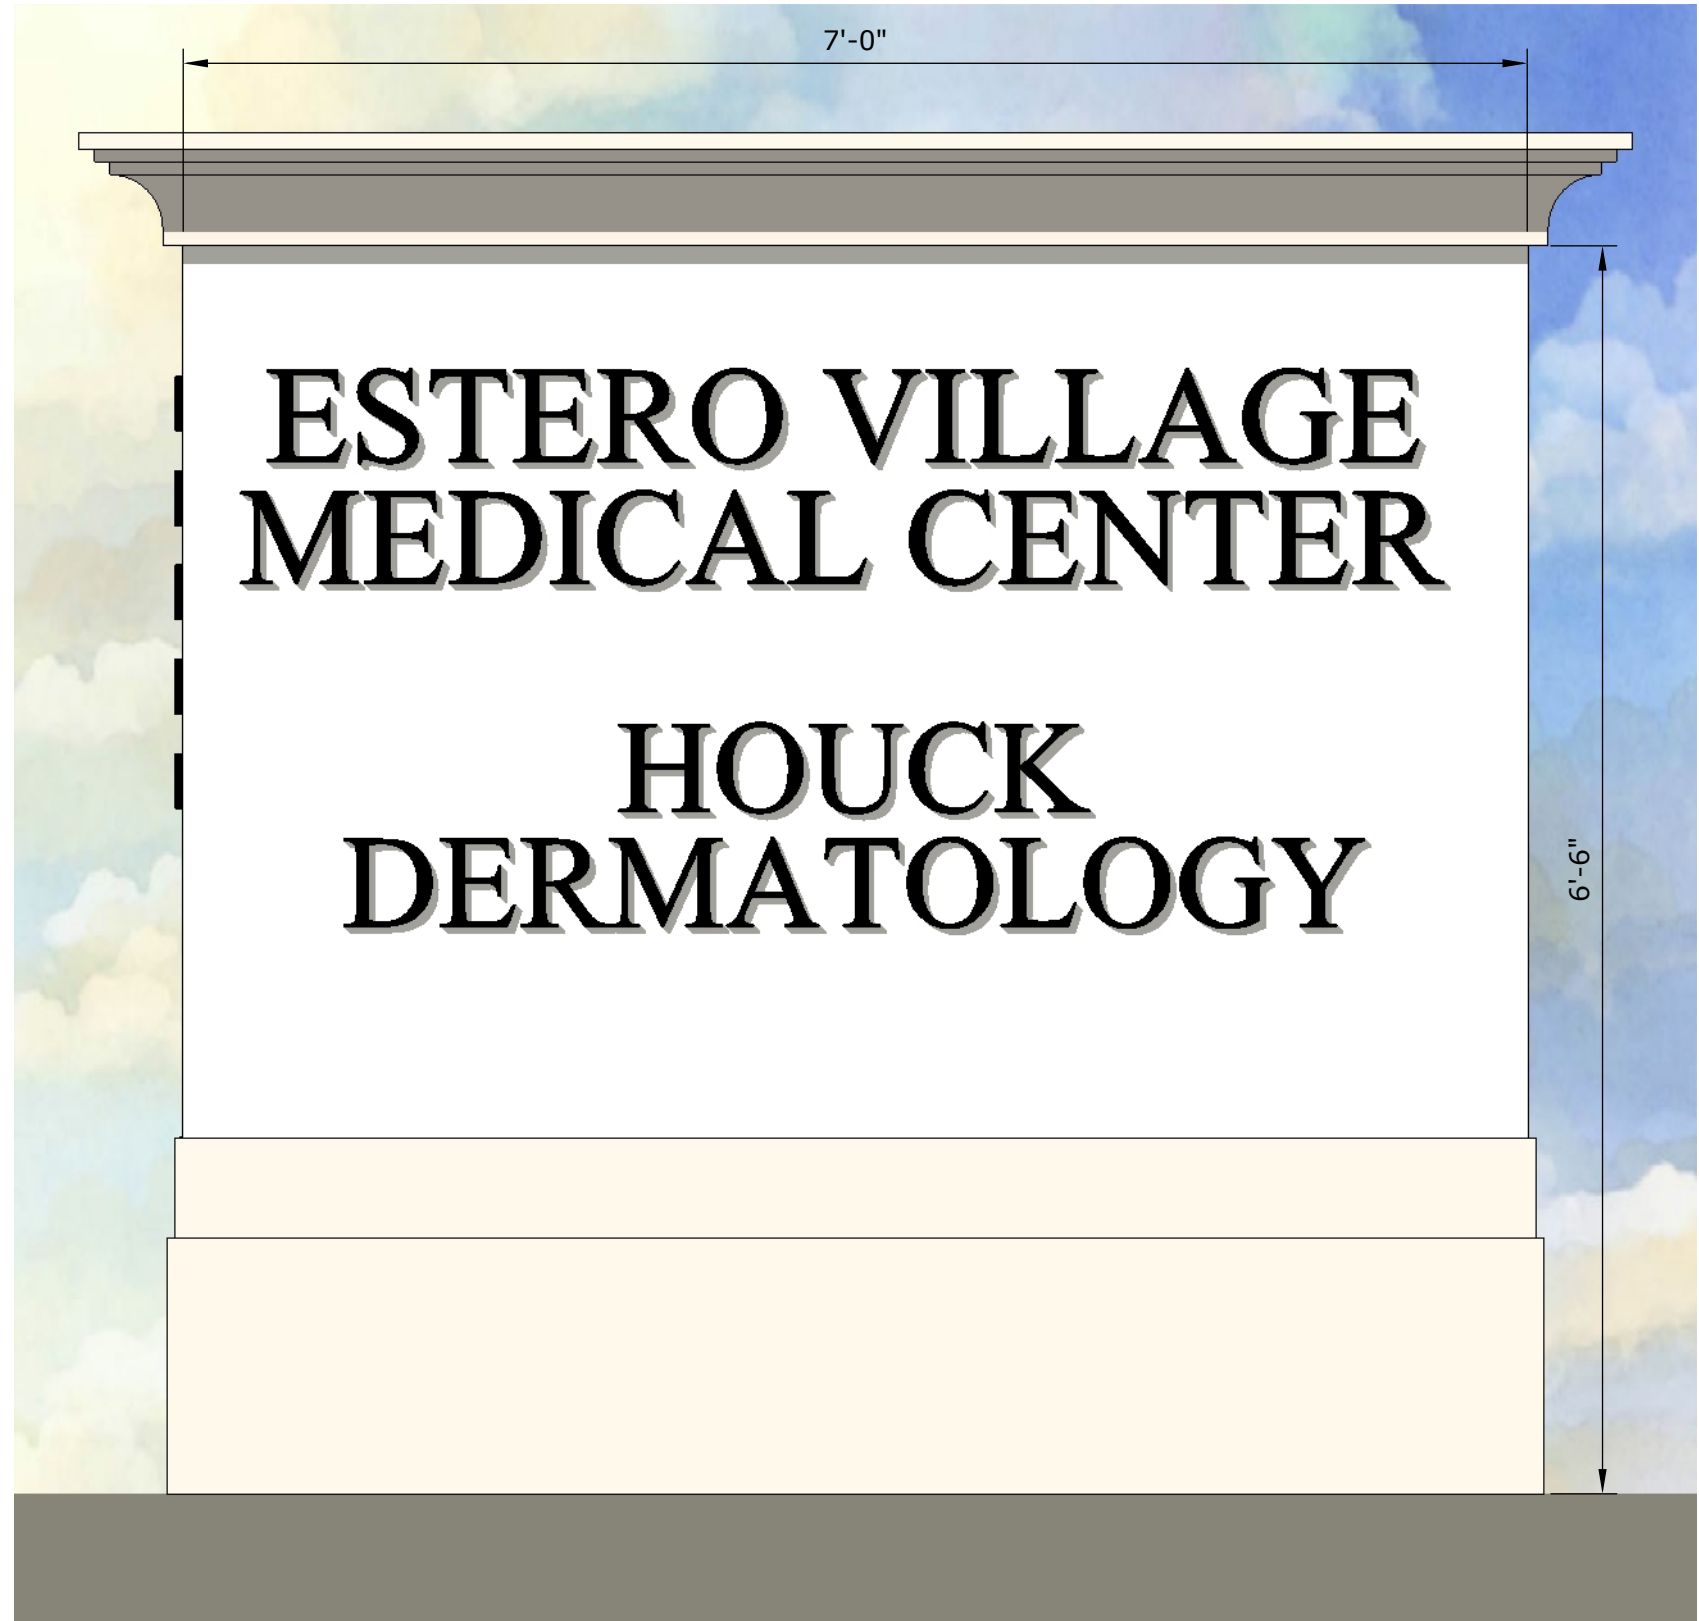 7'-0"
ESTERO VILLAGE
MEDICAL CENTER
HOUCK
DERMATOLOGY
6'-6"